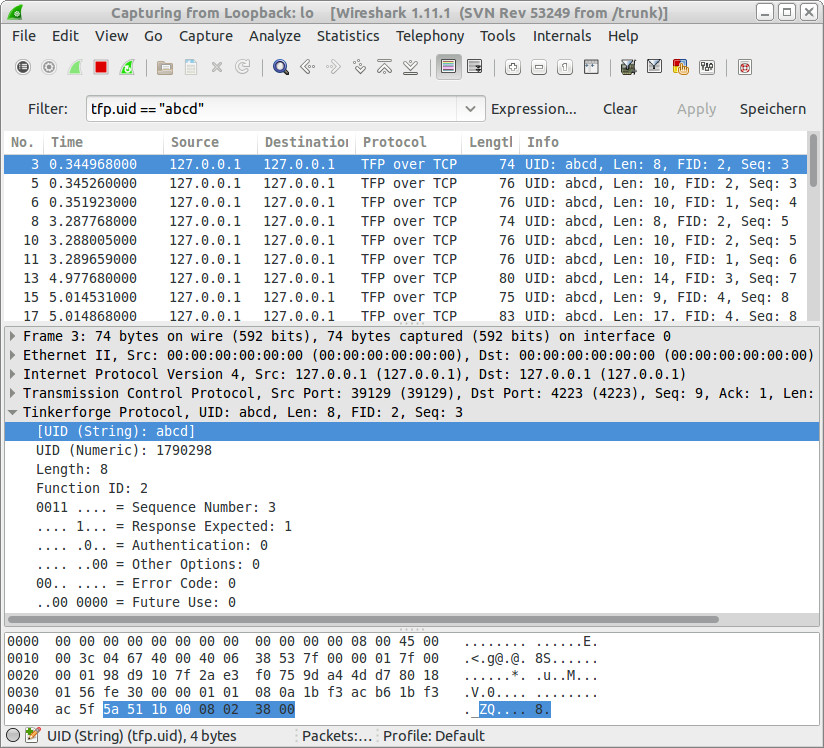 Capturing from Loopback: lo   [Wireshark 1.11.1  (SVN Rev 53249 from /trunk)]
File Edit View Go Capture Analyze Statistics Telephony Tools Internals Help
Filter: tfp.uid == "abcd" Expression... Clear Apply Speichern
No. Time Source Destination Protocol Lengtl Info
3 0.344968000 127.0.0.1 127.0.0.1 TFP over TCP 74 UID: abcd, Len: 8, FID: 2, Seq: 3
5 0.345260000 127.0.0.1 127.0.0.1 TFP over TCP 76 UID: abcd, Len: 10, FID: 2, Seq: 3
6 0.351923000 127.0.0.1 127.0.0.1 TFP over TCP 76 UID: abcd, Len: 10, FID: 1, Seq: 4
8 3.287768000 127.0.0.1 127.0.0.1 TFP over TCP 74 UID: abcd, Len: 8, FID: 2, Seq: 5
10 3.288005000 127.0.0.1 127.0.0.1 TFP over TCP 76 UID: abcd, Len: 10, FID: 2, Seq: 5
11 3.289659000 127.0.0.1 127.0.0.1 TFP over TCP 76 UID: abcd, Len: 10, FID: 1, Seq: 6
13 4.977680000 127.0.0.1 127.0.0.1 TFP over TCP 80 UID: abcd, Len: 14, FID: 3, Seq: 7
15 5.014531000 127.0.0.1 127.0.0.1 TFP over TCP 75 UID: abcd, Len: 9, FID: 4, Seq: 8
17 5.014868000 127.0.0.1 127.0.0.1 TFP over TCP 83 UID: abcd, Len: 17, FID: 4, Seq: 8
Frame 3: 74 bytes on wire (592 bits), 74 bytes captured (592 bits) on interface 0
Ethernet II, Src: 00:00:00:00:00:00 (00:00:00:00:00:00), Dst: 00:00:00:00:00:00 (00:00:00:00:00:00)
Internet Protocol Version 4, Src: 127.0.0.1 (127.0.0.1), Dst: 127.0.0.1 (127.0.0.1)
Transmission Control Protocol, Src Port: 39129 (39129), Dst Port: 4223 (4223), Seq: 9, Ack: 1, Len:
Tinkerforge Protocol, UID: abcd, Len: 8, FID: 2, Seq: 3
[UID (String): abcd]
UID (Numeric): 1790298
Length: 8
Function ID: 2
0011 .... = Sequence Number: 3
.... 1... = Response Expected: 1
.... .0.. = Authentication: 0
.... ..00 = Other Options: 0
00.. .... = Error Code: 0
..00 0000 = Future Use: 0
0000  00 00 00 00 00 00 00 00  00 00 00 00 08 00 45 00   ........ ......E.
0010  00 3c 04 67 40 00 40 06  38 53 7f 00 00 01 7f 00   .<.g@.@. 8S......
0020  00 01 98 d9 10 7f 2a e3  f0 75 9d a4 4d d7 80 18   ......*. .u..M...
0030  01 56 fe 30 00 00 01 01  08 0a 1b f3 ac b6 1b f3   .V.0.... ........
0040  ac 5f 5a 51 1b 00 08 02  38 00   ._ZQ.... 8.
UID (String) (tfp.uid), 4 bytes Packets:... Profile: Default